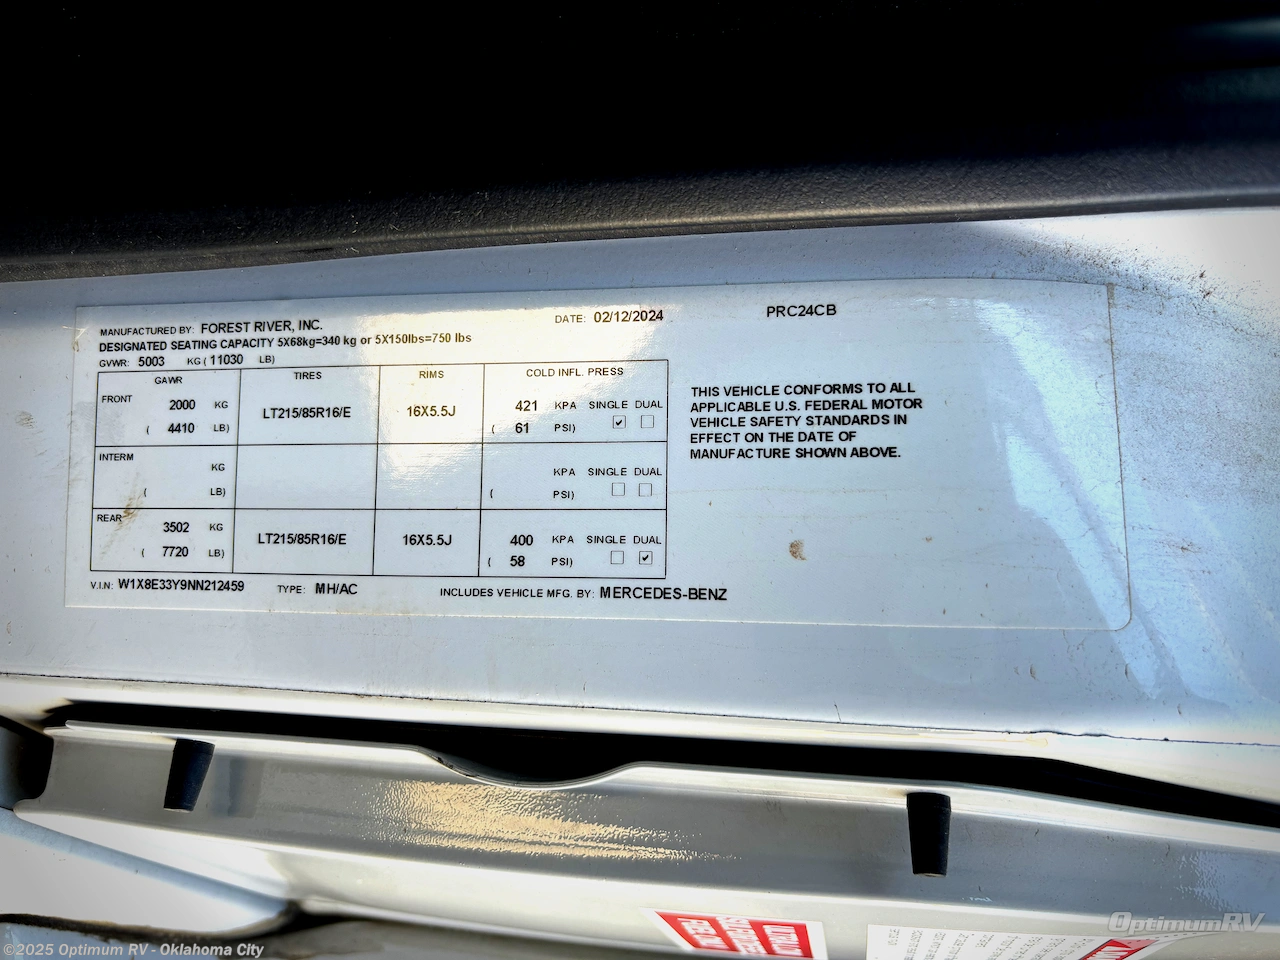 MANUFACTURED BY: FOREST RIVER, INC. DATE: 02/12/2024 PRC24CB
DESIGNATED SEATING CAPACITY 5X68kg=340 kg or 5X150lbs=750 lbs
GVWR: 5003 KG ( 11030 LB)
GAWR TIRES RIMS COLD INFL. PRESS
FRONT 2000 KG LT215/85R16/E 16X5.5J 421 KPA SINGLE DUAL
( 4410 LB) ( 61 PSI)
INTERM KG KPA SINGLE DUAL
( LB) ( PSI)
REAR 3502 KG LT215/85R16/E 16X5.5J 400 KPA SINGLE DUAL
( 7720 LB) ( 58 PSI)
V.I.N: W1X8E33Y9NN212459 TYPE: MH/AC INCLUDES VEHICLE MFG. BY: MERCEDES-BENZ
THIS VEHICLE CONFORMS TO ALL
APPLICABLE U.S. FEDERAL MOTOR
VEHICLE SAFETY STANDARDS IN
EFFECT ON THE DATE OF
MANUFACTURE SHOWN ABOVE.
OptimumRV
©2025 Optimum RV - Oklahoma City